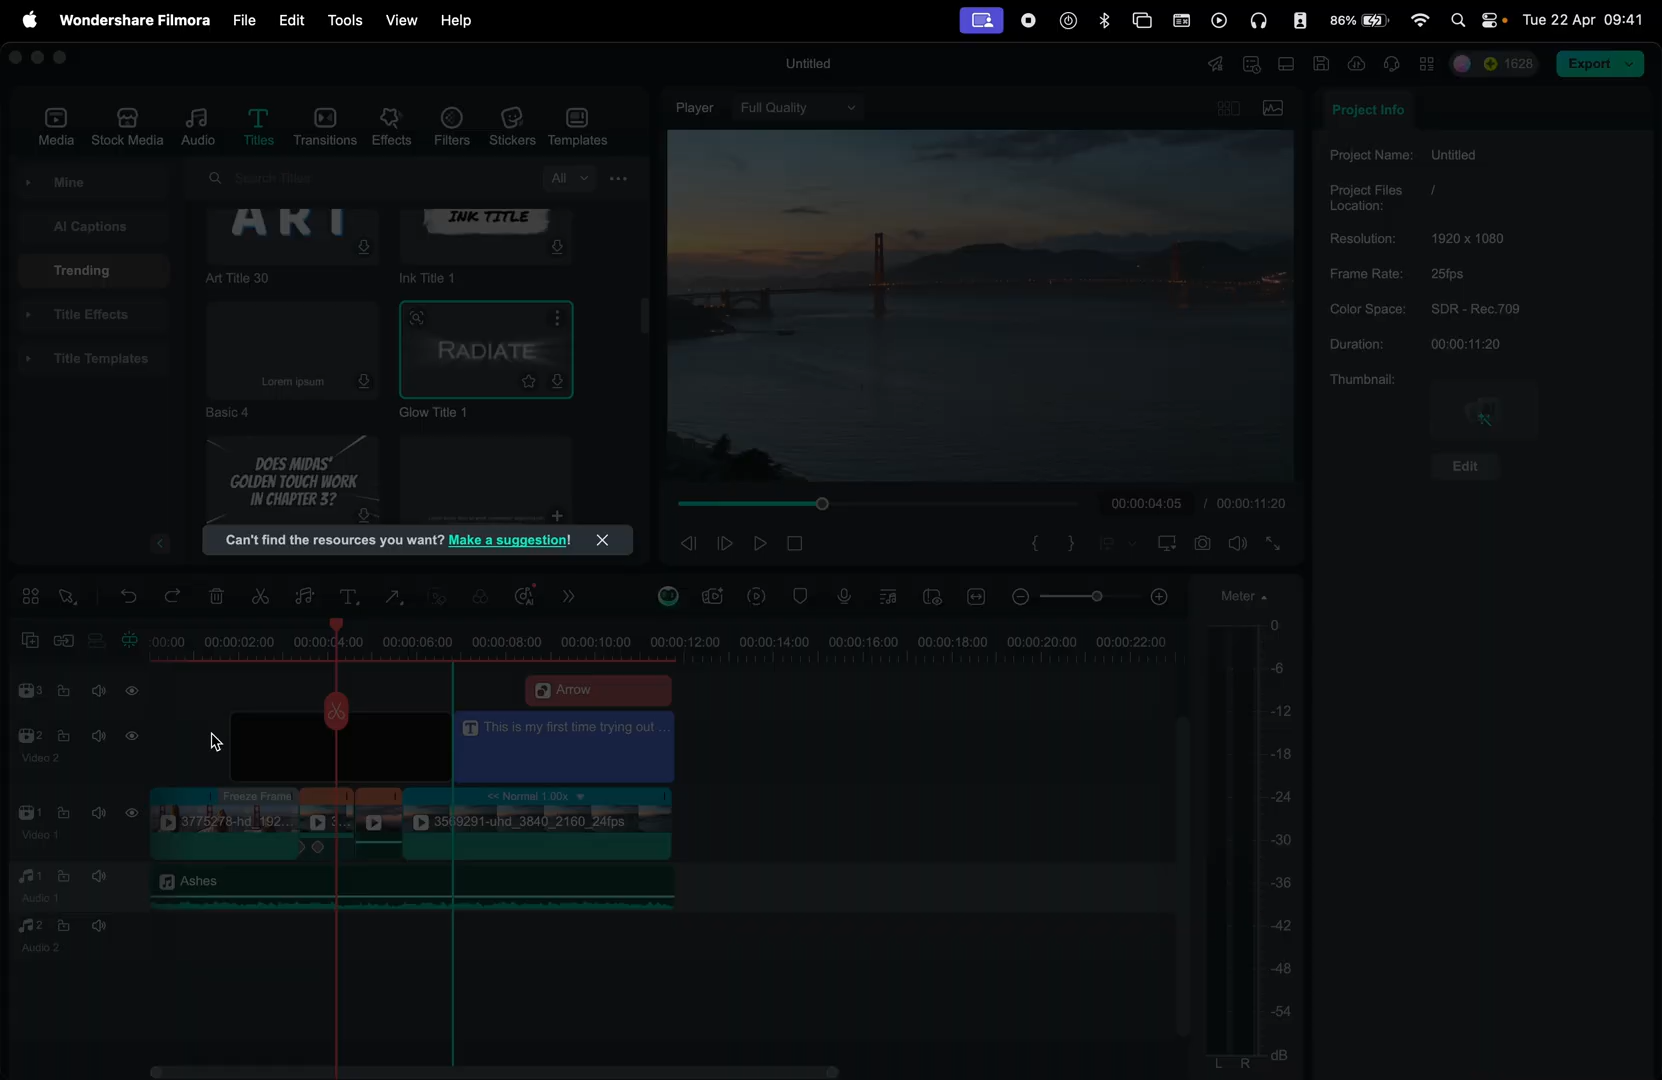 Wondershare Filmora File Edit Tools View Help
86% Tue 22 Apr 09:41
Untitled
1628
Export
Media Stock Media Audio Titles Transitions Effects Filters Stickers Templates
Mine
AI Captions
Trending
Title Effects
Title Templates
Search Titles
All
ART
INK TITLE
Art Title 30
Ink Title 1
Lorem ipsum
RADIATE
Basic 4
Glow Title 1
DOES MIDAS'
GOLDEN TOUCH WORK
IN CHAPTER 3?
Can't find the resources you want? Make a suggestion!
Player Full Quality
00:00:04:05 / 00:00:11:20
Project Info
Project Name: Untitled
Project Files Location: /
Resolution: 1920 x 1080
Frame Rate: 25fps
Color Space: SDR - Rec.709
Duration: 00:00:11:20
Thumbnail:
Edit
Meter
:00:00 00:00:02:00 00:00:04:00 00:00:06:00 00:00:08:00 00:00:10:00 00:00:12:00 00:00:14:00 00:00:16:00 00:00:18:00 00:00:20:00 00:00:22:00
3
Arrow
2
Video 2
This is my first time trying out ...
Freeze Frame
<< Normal 1.00x
1
Video 1
3775278-hd_192...
3...
3569291-uhd_3840_2160_24fps
1
Audio 1
Ashes
2
Audio 2
0
-6
-12
-18
-24
-30
-36
-42
-48
-54
dB
L R